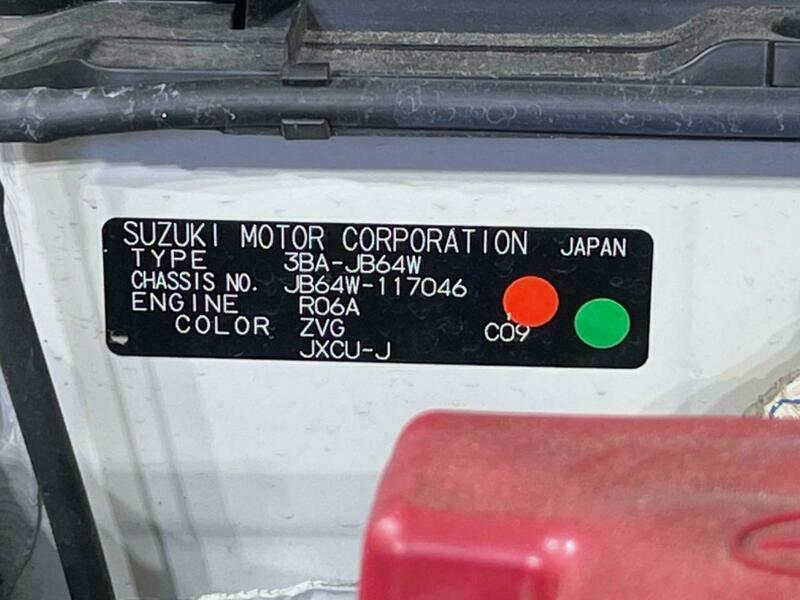 SUZUKI MOTOR CORPORATION JAPAN
TYPE 3BA-JB64W
CHASSIS NO. JB64W-117046
ENGINE R06A
COLOR ZVG C09
JXCU-J